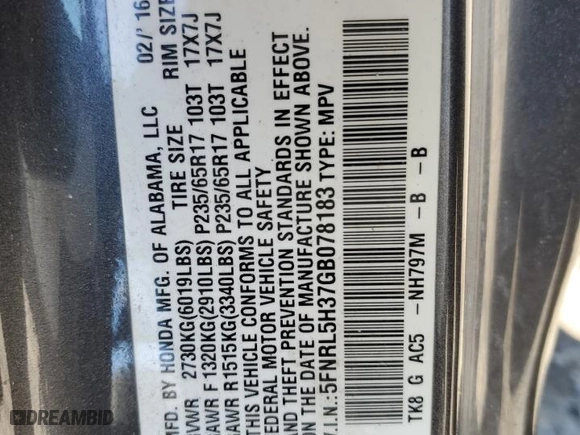 MFD. BY HONDA MFG. OF ALABAMA, LLC 02/'16
GVWR 2730KG(6019LBS) TIRE SIZE RIM SIZE
GAWR F 1320KG(2910LBS) P235/65R17 103T 17X7J
GAWR R1515KG(3340LBS) P235/65R17 103T 17X7J
THIS VEHICLE CONFORMS TO ALL APPLICABLE
FEDERAL MOTOR VEHICLE SAFETY
AND THEFT PREVENTION STANDARDS IN EFFECT
ON THE DATE OF MANUFACTURE SHOWN ABOVE.
V.I.N.:5FNRL5H37GB078183 TYPE: MPV
TK8 G AC5 -NH797M -B -B
DREAMBID